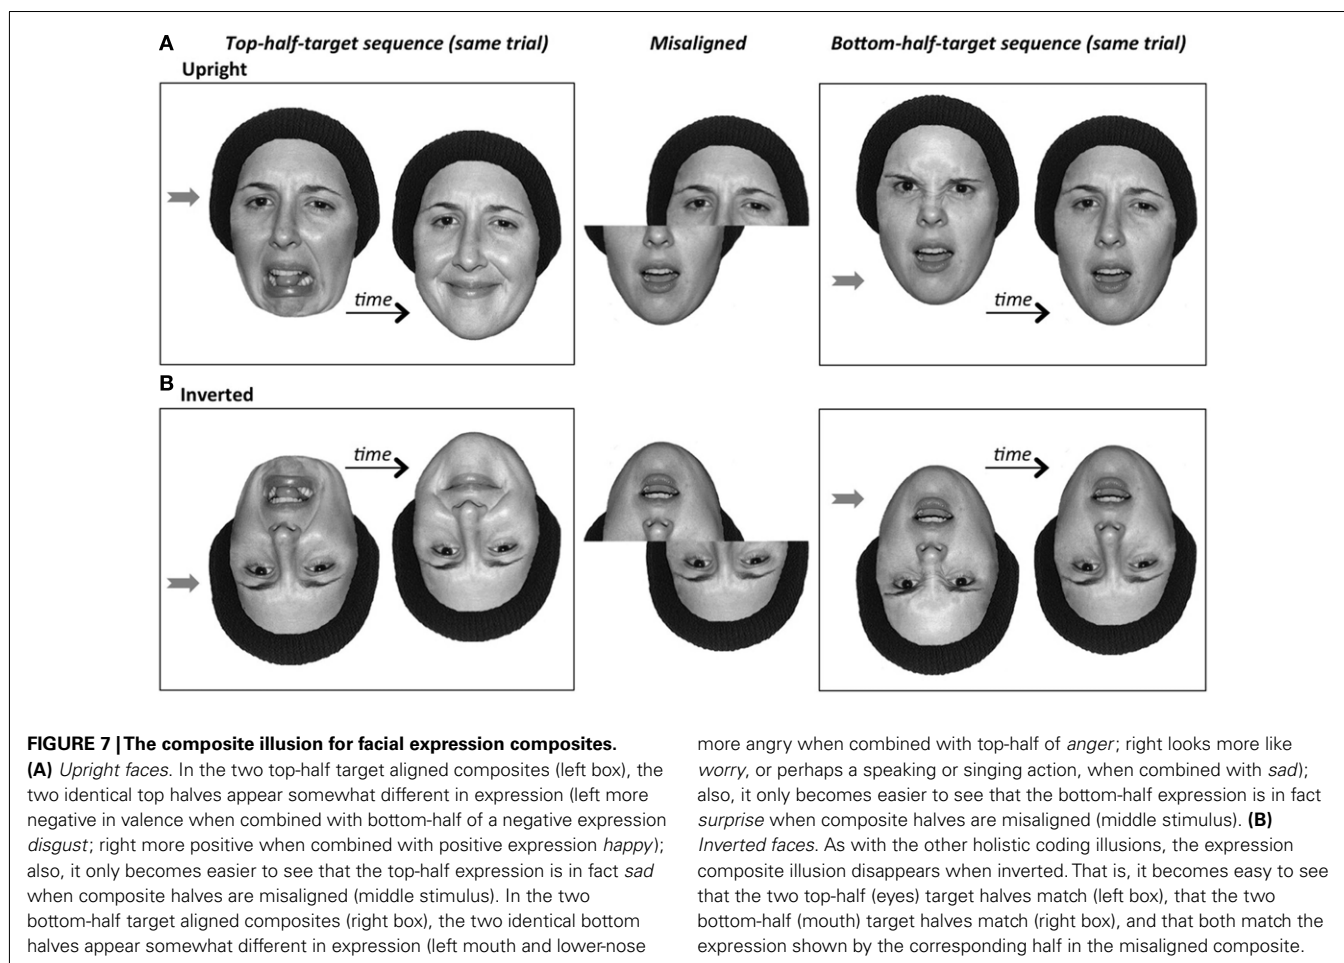 A
Top-half-target sequence (same trial)
Misaligned
Bottom-half-target sequence (same trial)
Upright
time
time
B
Inverted
time
time
FIGURE 7 | The composite illusion for facial expression composites.
(A) Upright faces. In the two top-half target aligned composites (left box), the
two identical top halves appear somewhat different in expression (left more
negative in valence when combined with bottom-half of a negative expression
disgust; right more positive when combined with positive expression happy);
also, it only becomes easier to see that the top-half expression is in fact sad
when composite halves are misaligned (middle stimulus). In the two
bottom-half target aligned composites (right box), the two identical bottom
halves appear somewhat different in expression (left mouth and lower-nose
more angry when combined with top-half of anger; right looks more like
worry, or perhaps a speaking or singing action, when combined with sad);
also, it only becomes easier to see that the bottom-half expression is in fact
surprise when composite halves are misaligned (middle stimulus). (B)
Inverted faces. As with the other holistic coding illusions, the expression
composite illusion disappears when inverted. That is, it becomes easy to see
that the two top-half (eyes) target halves match (left box), that the two
bottom-half (mouth) target halves match (right box), and that both match the
expression shown by the corresponding half in the misaligned composite.